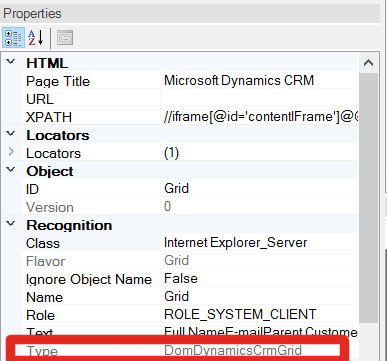 Properties
HTML
Page Title Microsoft Dynamics CRM
URL
XPATH //iframe[@id='contentIFrame']@@
Locators
Locators (1)
Object
ID Grid
Version 0
Recognition
Class Internet Explorer_Server
Flavor Grid
Ignore Object Name False
Name Grid
Role ROLE_SYSTEM_CLIENT
Text Full NameE-mailParent Custome
Type DomDynamicsCrmGrid